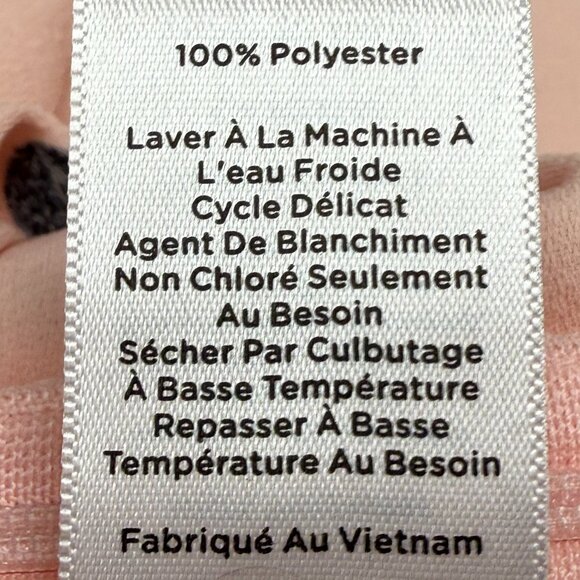 100% Polyester
Laver À La Machine À
L'eau Froide
Cycle Délicat
Agent De Blanchiment
Non Chloré Seulement
Au Besoin
Sécher Par Culbutage
À Basse Température
Repasser À Basse
Température Au Besoin
Fabriqué Au Vietnam